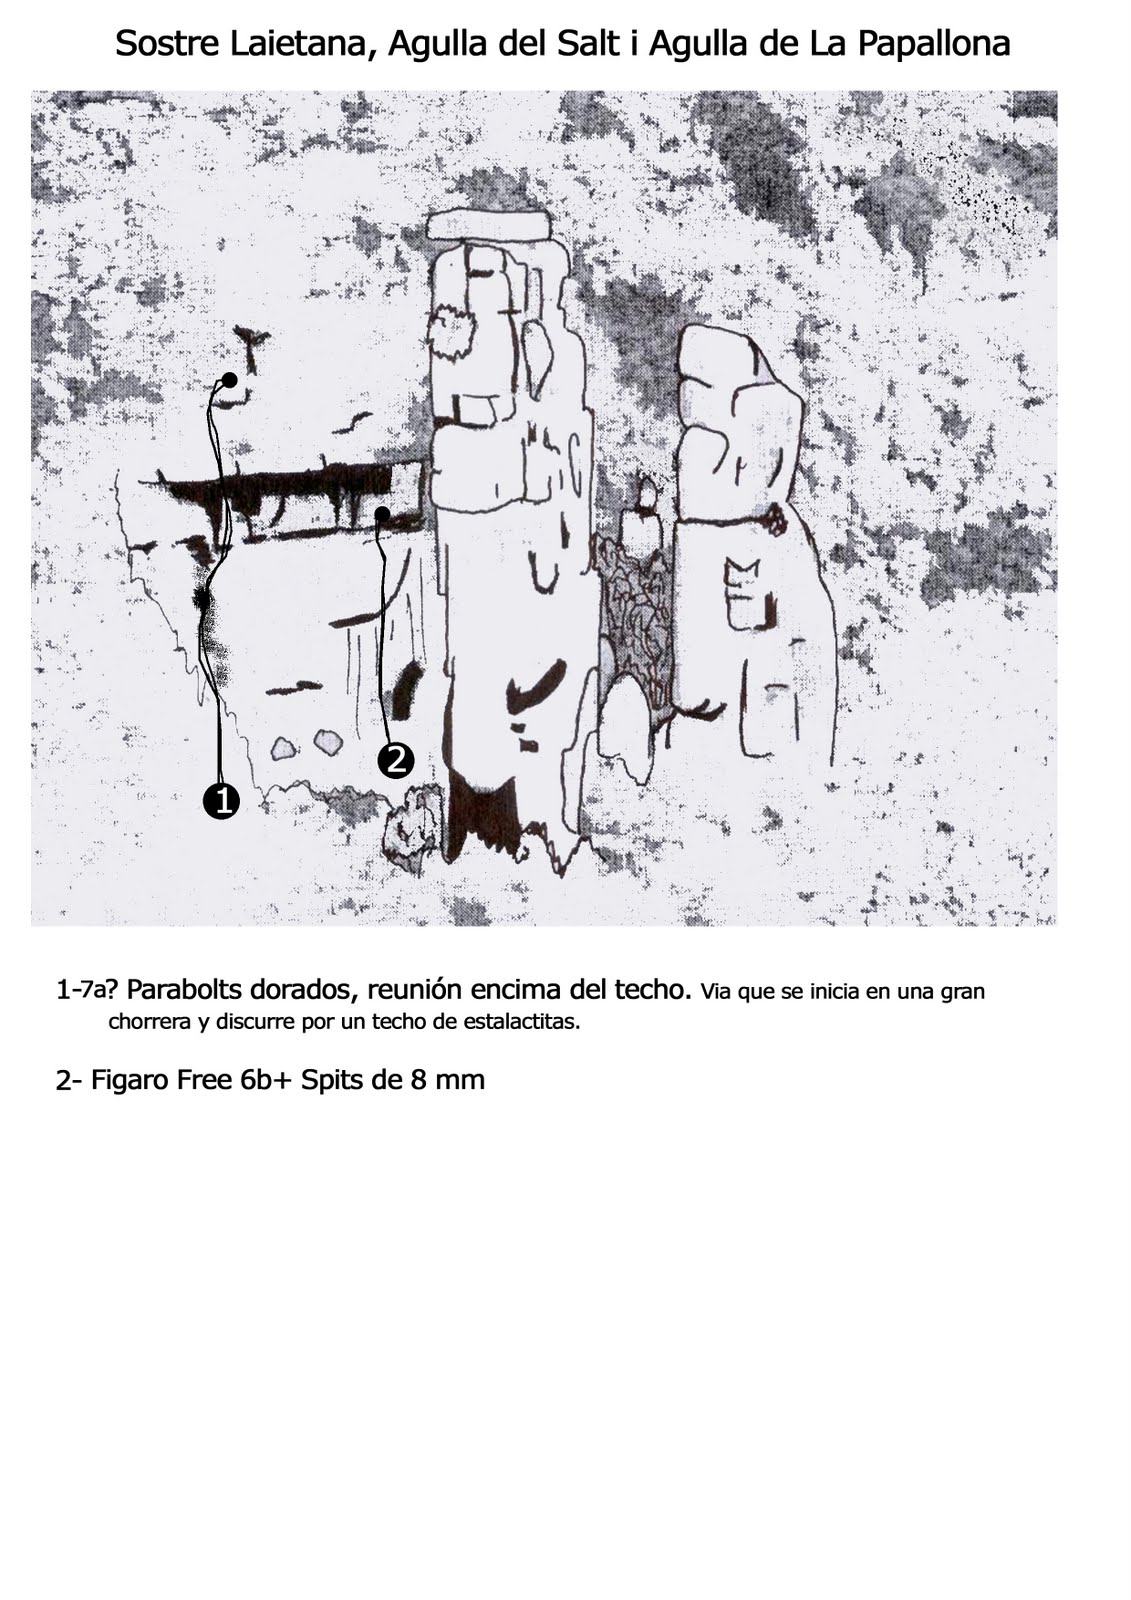 Sostre Laietana, Agulla del Salt i Agulla de La Papallona
2
1
1-7a? Parabolts dorados, reunión encima del techo. Via que se inicia en una gran
chorrera y discurre por un techo de estalactitas.
2- Figaro Free 6b+ Spits de 8 mm